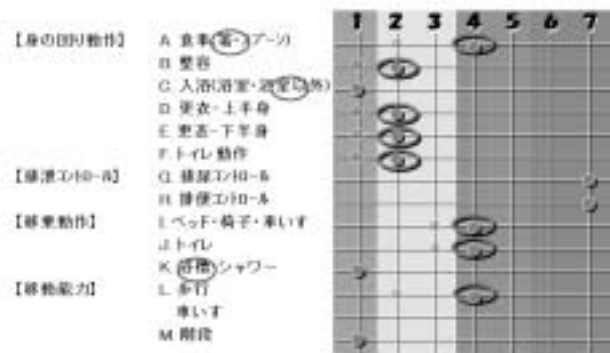 1 2 3 4 5 6 7
【身の回り動作】 A 食事(箸・スプーン)
B 整容
C 入浴(浴室・浴室以外)
D 更衣-上半身
E 更衣-下半身
F トイレ動作
【排泄コントロール】 G 排尿コントロール
H 排便コントロール
【移乗動作】 I ベッド・椅子・車いす
J トイレ
K 浴槽シャワー
【移動能力】 L 歩行
車いす
M 階段